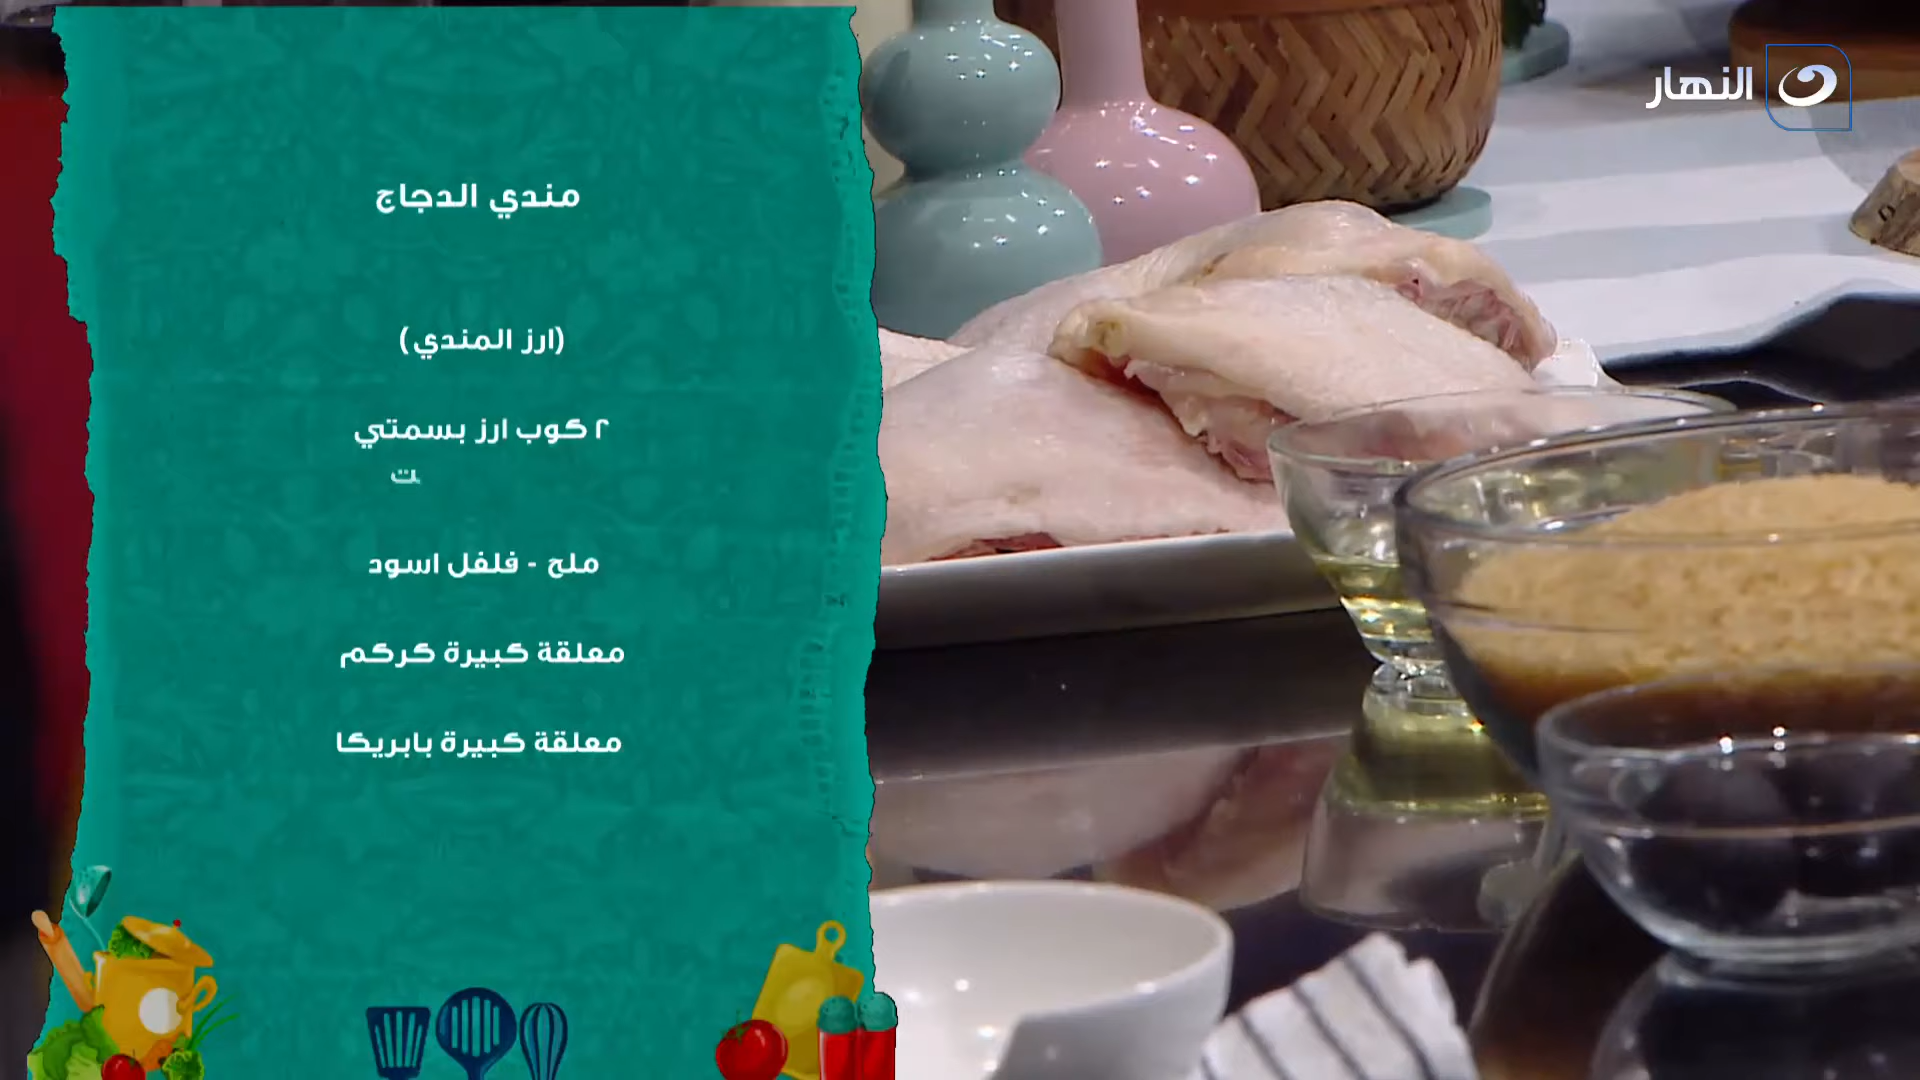 النهار
مندي الدجاج
(ارز المندي)
٢ كوب ارز بسمتي
ملح - فلفل اسود
معلقة كبيرة كركم
معلقة كبيرة بابريكا